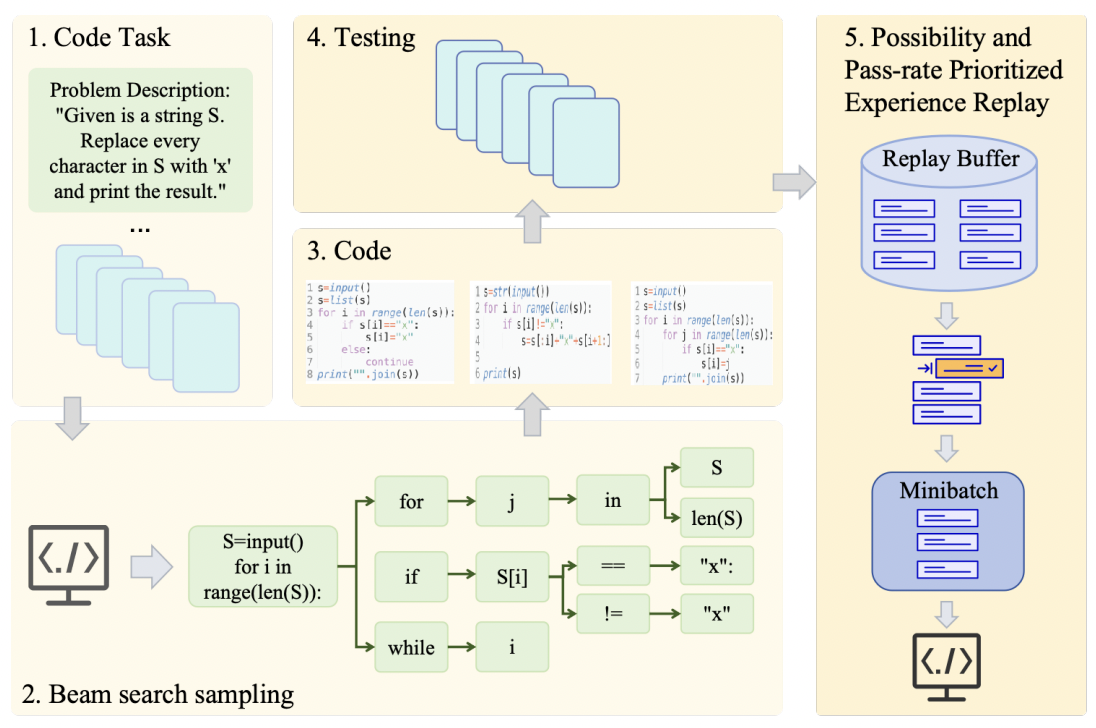 1. Code Task
Problem Description:
"Given is a string S.
Replace every
character in S with 'x'
and print the result."
...
2. Beam search sampling
<./>
S=input()
for i in
range(len(S)):
for
j
in
S
len(S)
if
S[i]
==
"x":
!=
"x"
while
i
3. Code
1 s=input()
2 s=list(s)
3 for i in range(len(s)):
4 if s[i]=="x":
5 s[i]="x"
6 else:
7 continue
8 print("".join(s))
1 s=str(input())
2 for i in range(len(s)):
3 if s[i]!="x":
4 s=s[:i]+"x"+s[i+1:]
5
6 print(s)
1 s=input()
2 s=list(s)
3 for i in range(len(s)):
4 for j in range(len(s)):
5 if s[i]=="x":
6 s[i]=j
7 print("".join(s))
4. Testing
5. Possibility and
Pass-rate Prioritized
Experience Replay
Replay Buffer
Minibatch
<./>